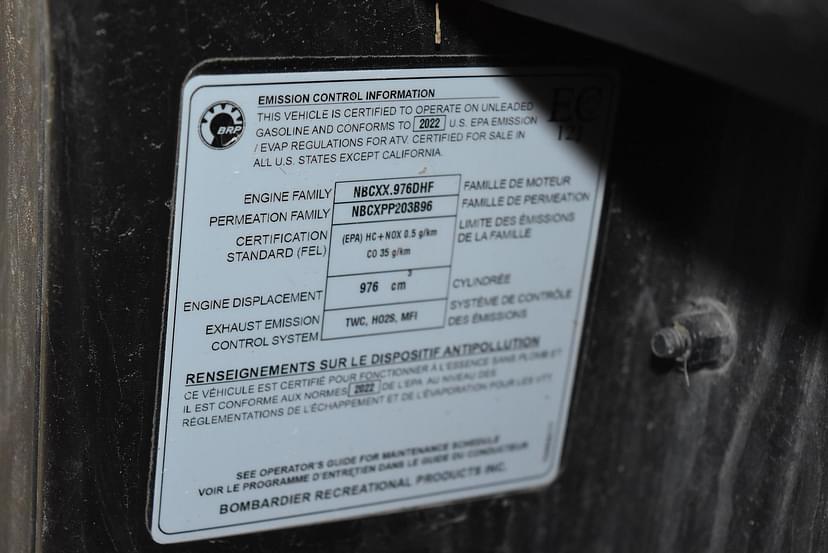 BRP
EMISSION CONTROL INFORMATION
THIS VEHICLE IS CERTIFIED TO OPERATE ON UNLEADED
GASOLINE AND CONFORMS TO 2022 U.S. EPA EMISSION
/ EVAP REGULATIONS FOR ATV. CERTIFIED FOR SALE IN
ALL U.S. STATES EXCEPT CALIFORNIA.
EC
ENGINE FAMILY NBCXX.976DHF FAMILLE DE MOTEUR
PERMEATION FAMILY NBCXPP203B96 FAMILLE DE PERMÉATION
CERTIFICATION (EPA) HC+NOX 0.5 g/km LIMITE DES ÉMISSIONS
STANDARD (FEL) CO 35 g/km DE LA FAMILLE
ENGINE DISPLACEMENT 976 cm³ CYLINDRÉE
EXHAUST EMISSION TWC, HO2S, MFI SYSTÈME DE CONTRÔLE
CONTROL SYSTEM DES ÉMISSIONS
RENSEIGNEMENTS SUR LE DISPOSITIF ANTIPOLLUTION
CE VÉHICULE EST CERTIFIÉ POUR FONCTIONNER À L'ESSENCE SANS PLOMB ET
IL EST CONFORME AUX NORMES 2022 DE L'EPA AU NIVEAU DES
RÉGLEMENTATIONS DE L'ÉCHAPPEMENT ET DE L'ÉVAPORATION POUR LES VTT.
SEE OPERATOR'S GUIDE FOR MAINTENANCE SCHEDULE
VOIR LE PROGRAMME D'ENTRETIEN DANS LE GUIDE DU CONDUCTEUR
BOMBARDIER RECREATIONAL PRODUCTS INC.